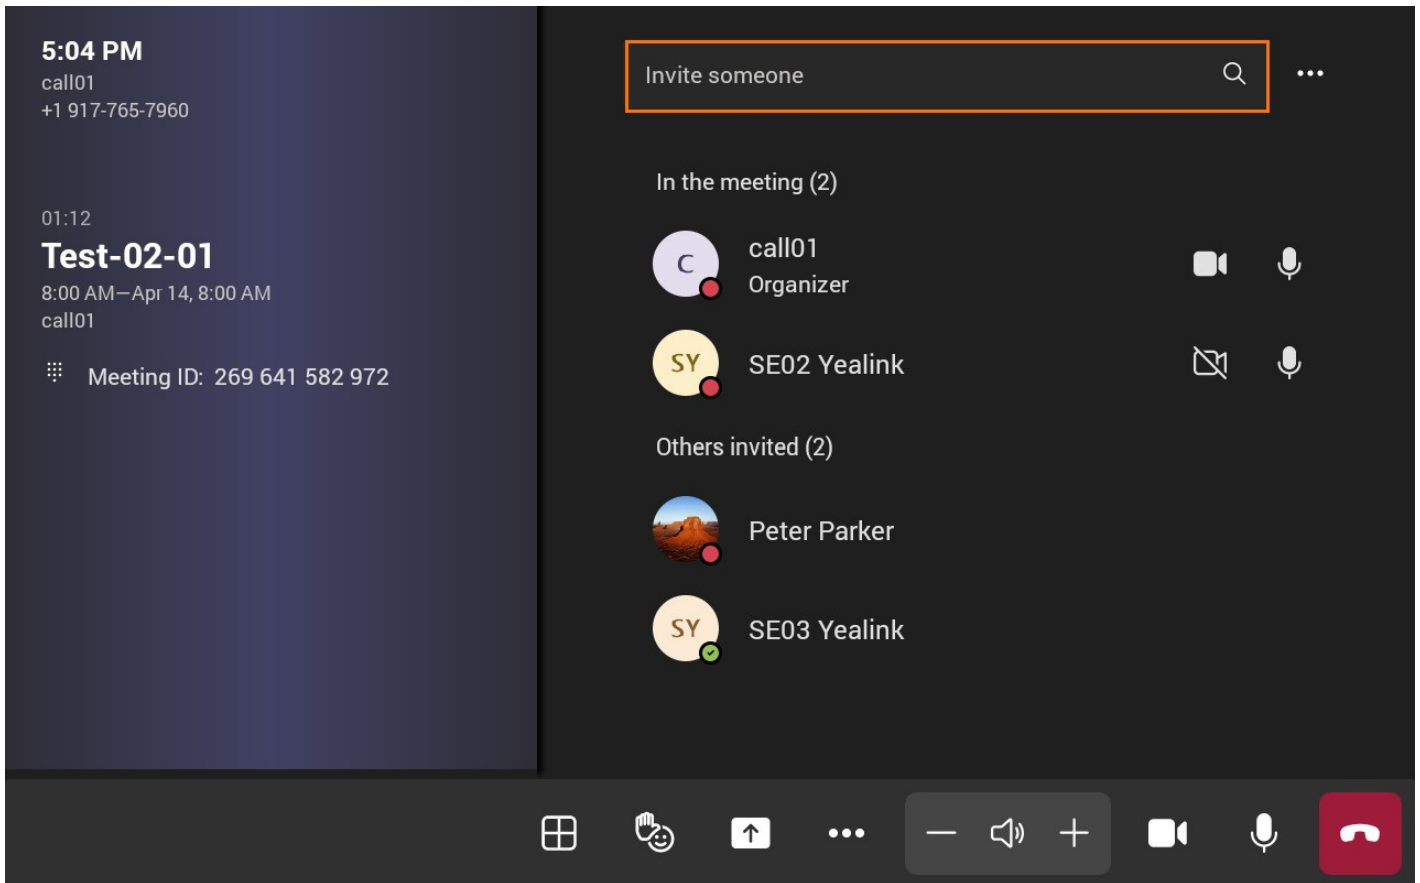 5:04 PM
call01
+1 917-765-7960
01:12
Test-02-01
8:00 AM—Apr 14, 8:00 AM
call01
Meeting ID: 269 641 582 972
Invite someone
In the meeting (2)
C
call01
Organizer
SY
SE02 Yealink
Others invited (2)
Peter Parker
SY
SE03 Yealink